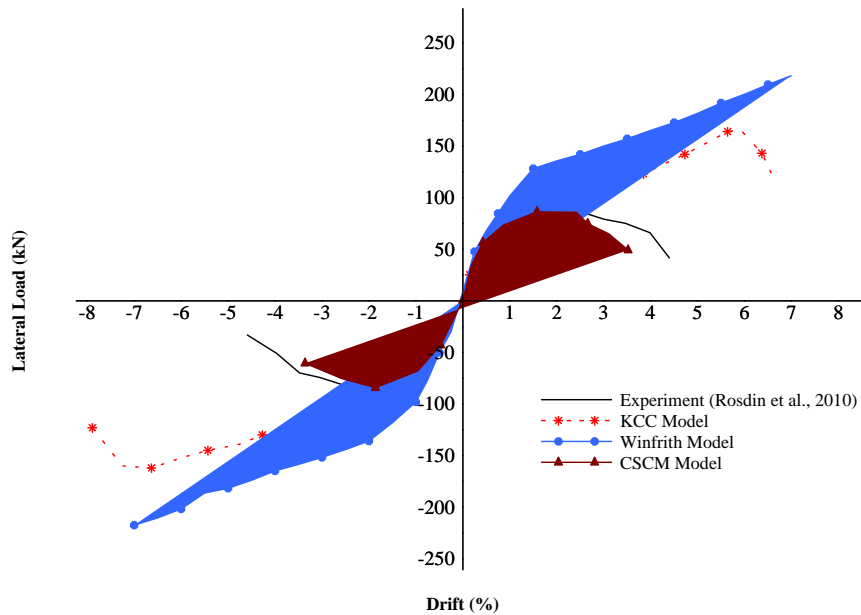 250
200
150
100
50
-8 -7 -6 -5 -4 -3 -2 -1 0 1 2 3 4 5 6 7 8
-50
-100
-150
-200
-250
Lateral Load (kN)
Experiment (Rosdin et al., 2010)
KCC Model
Winfrith Model
CSCM Model
Drift (%)